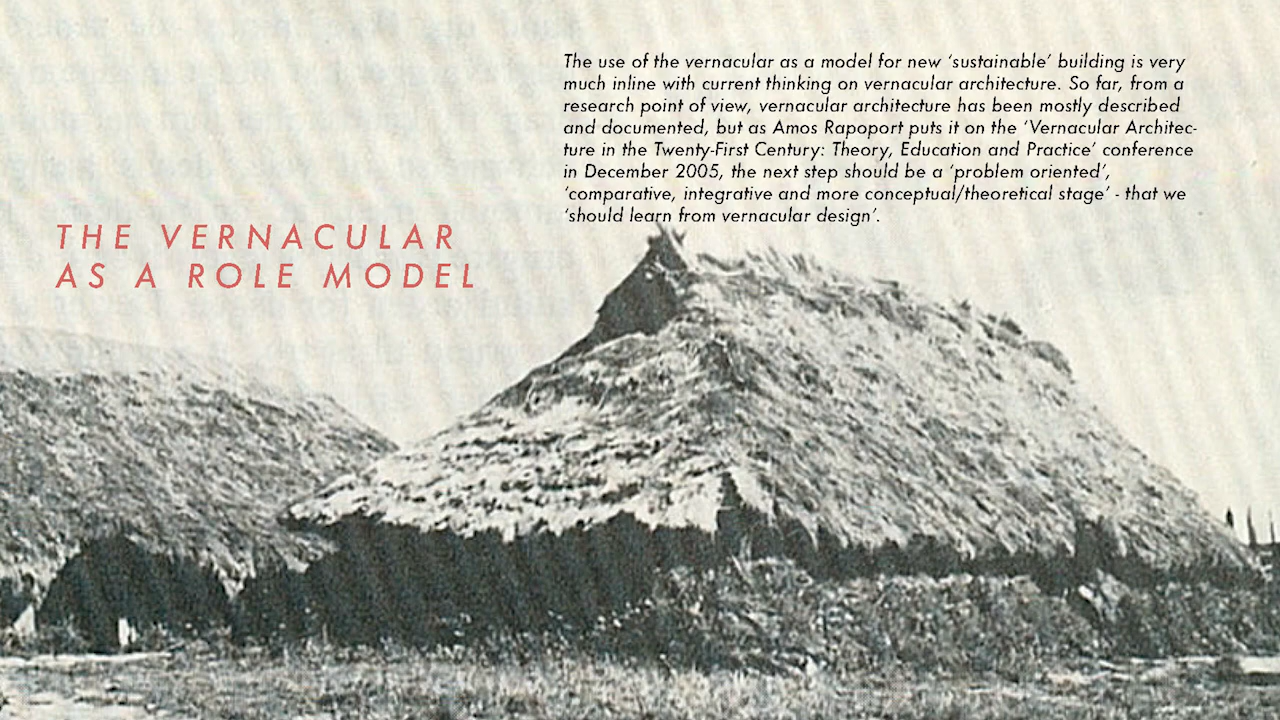 THE VERNACULAR
AS A ROLE MODEL
The use of the vernacular as a model for new ‘sustainable’ building is very
much inline with current thinking on vernacular architecture. So far, from a
research point of view, vernacular architecture has been mostly described
and documented, but as Amos Rapoport puts it on the ‘Vernacular Architec-
ture in the Twenty-First Century: Theory, Education and Practice’ conference
in December 2005, the next step should be a ‘problem oriented’,
‘comparative, integrative and more conceptual/theoretical stage’ - that we
‘should learn from vernacular design’.